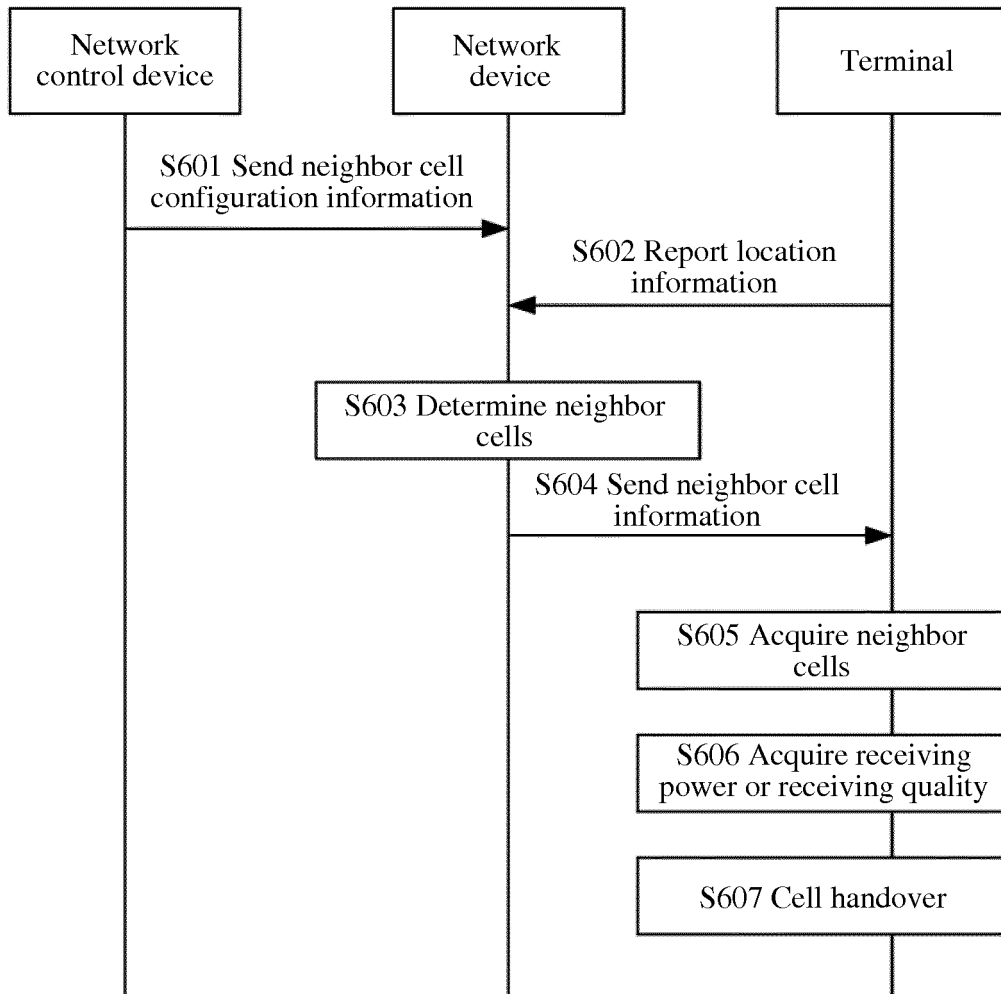 Network
control device
Network
device
Terminal
S601 Send neighbor cell
configuration information
S602 Report location
information
S603 Determine neighbor
cells
S604 Send neighbor cell
information
S605 Acquire neighbor
cells
S606 Acquire receiving
power or receiving quality
S607 Cell handover